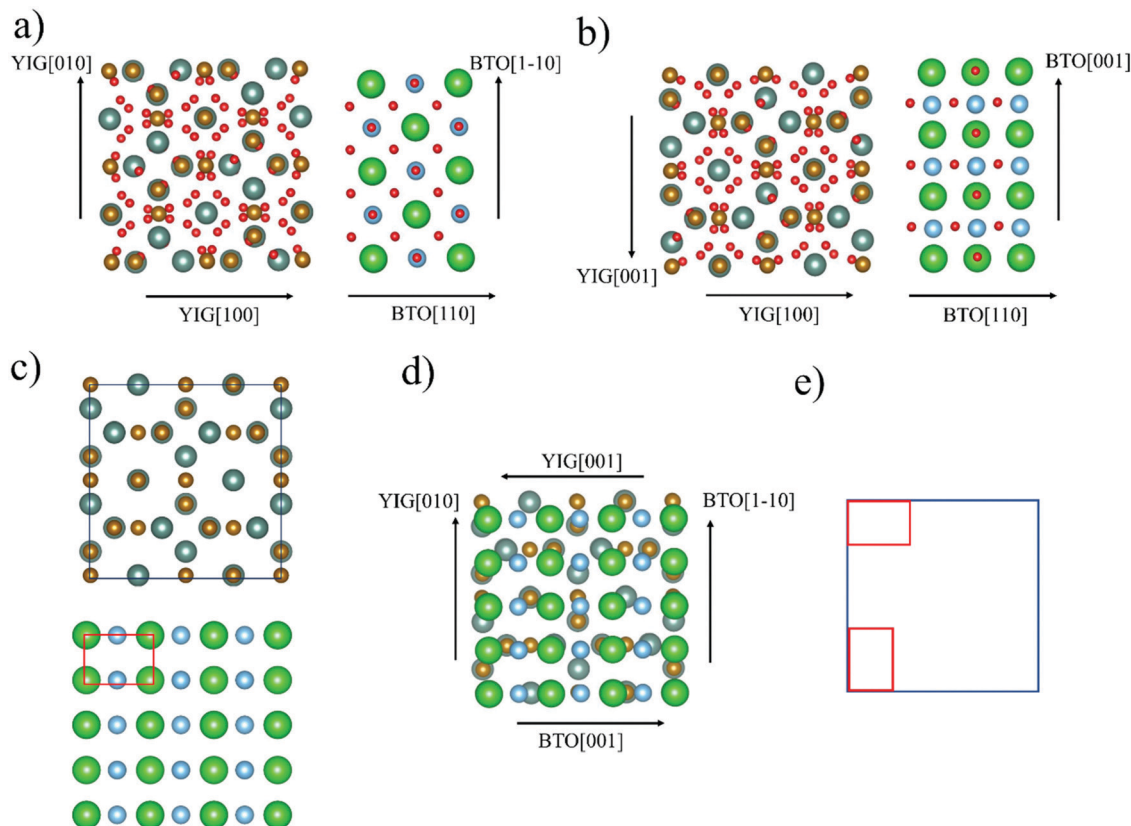 a)
YIG[010]
BTO[1-10]
YIG[100]
BTO[110]
b)
BTO[001]
YIG[001]
YIG[100]
BTO[110]
c)
d)
YIG[001]
YIG[010]
BTO[1-10]
BTO[001]
e)